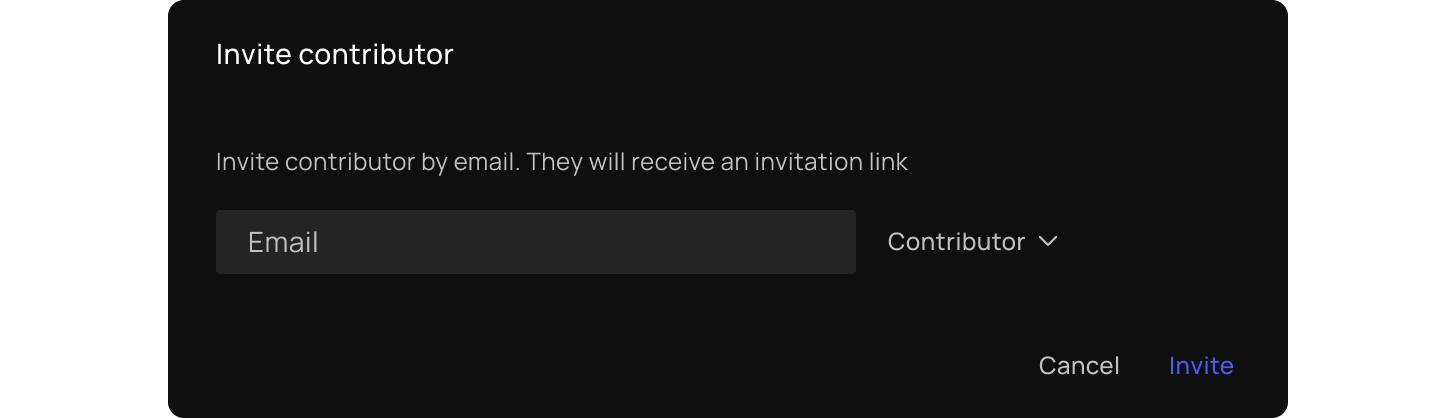 Invite contributor
Invite contributor by email. They will receive an invitation link
Email
Contributor
Cancel
Invite